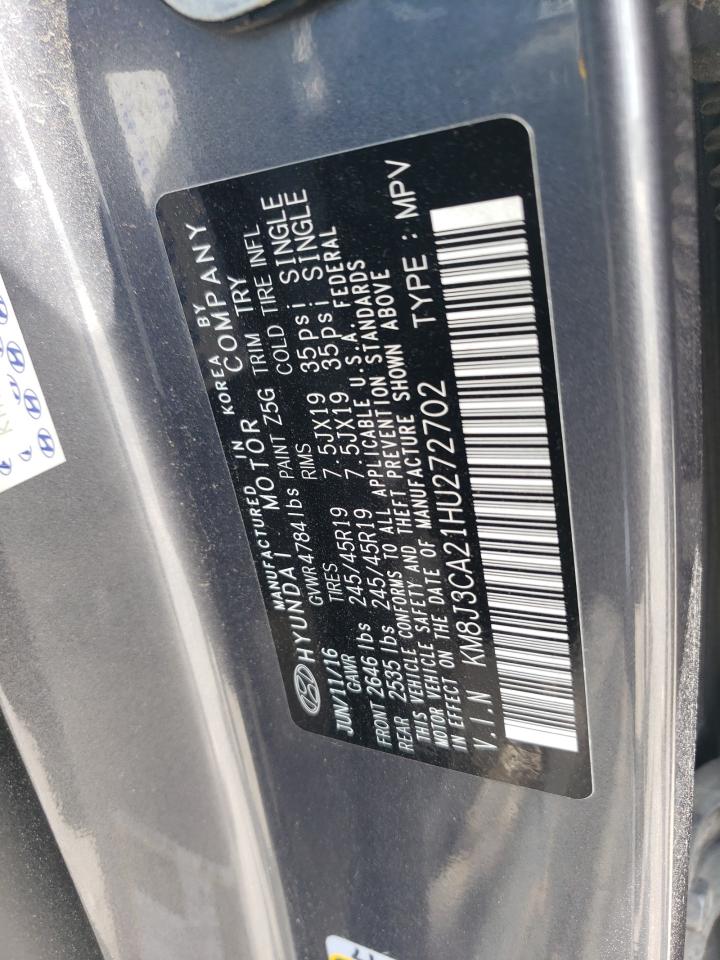 MANUFACTURED IN KOREA BY
HYUNDAI MOTOR COMPANY
JUN/11/16 GVWR 4784 lbs PAINT Z5G TRIM TRY
GAWR TIRES RIMS COLD TIRE INFL
FRONT 2646 lbs 245/45R19 7.5JX19 35psi SINGLE
REAR 2535 lbs 245/45R19 7.5JX19 35psi SINGLE
THIS VEHICLE CONFORMS TO ALL APPLICABLE U.S.A. FEDERAL
MOTOR VEHICLE SAFETY AND THEFT PREVENTION STANDARDS
IN EFFECT ON THE DATE OF MANUFACTURE SHOWN ABOVE
V.I.N KM8J3CA21HU272702 TYPE : MPV